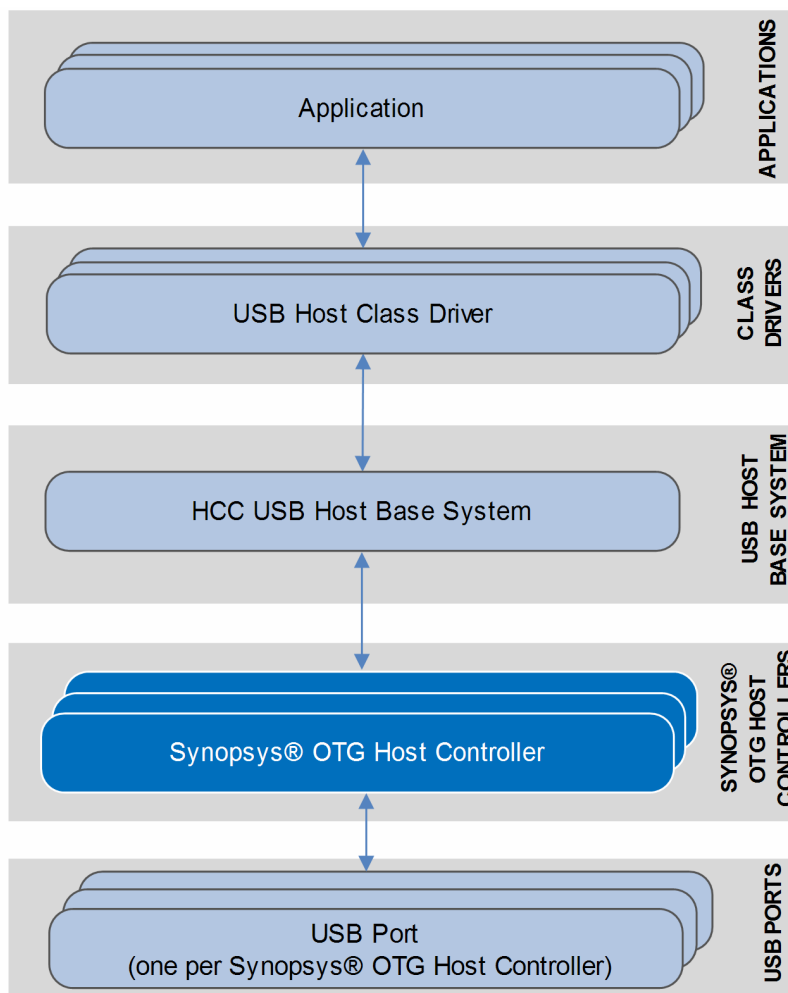 Application
APPLICATIONS
USB Host Class Driver
CLASS
DRIVERS
HCC USB Host Base System
USB HOST
BASE SYSTEM
Synopsys® OTG Host Controller
SYNOPSYS®
OTG HOST
CONTROLLERS
USB Port
(one per Synopsys® OTG Host Controller)
USB PORTS